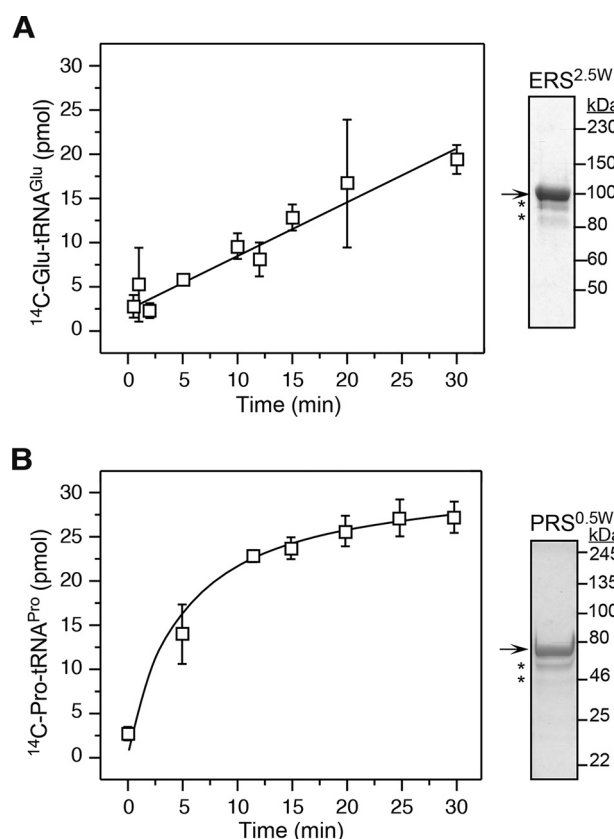 A
¹⁴C-Glu-tRNAᴳˡᵘ (pmol)
30
25
20
15
10
5
0
0 5 10 15 20 25 30
Time (min)
ERS²·⁵ᵂ
kDa
230
150
100
80
60
50
*
*
B
¹⁴C-Pro-tRNAᴾʳᵒ (pmol)
30
25
20
15
10
5
0
0 5 10 15 20 25 30
Time (min)
PRS⁰·⁵ᵂ
kDa
245
135
100
80
46
25
22
*
*